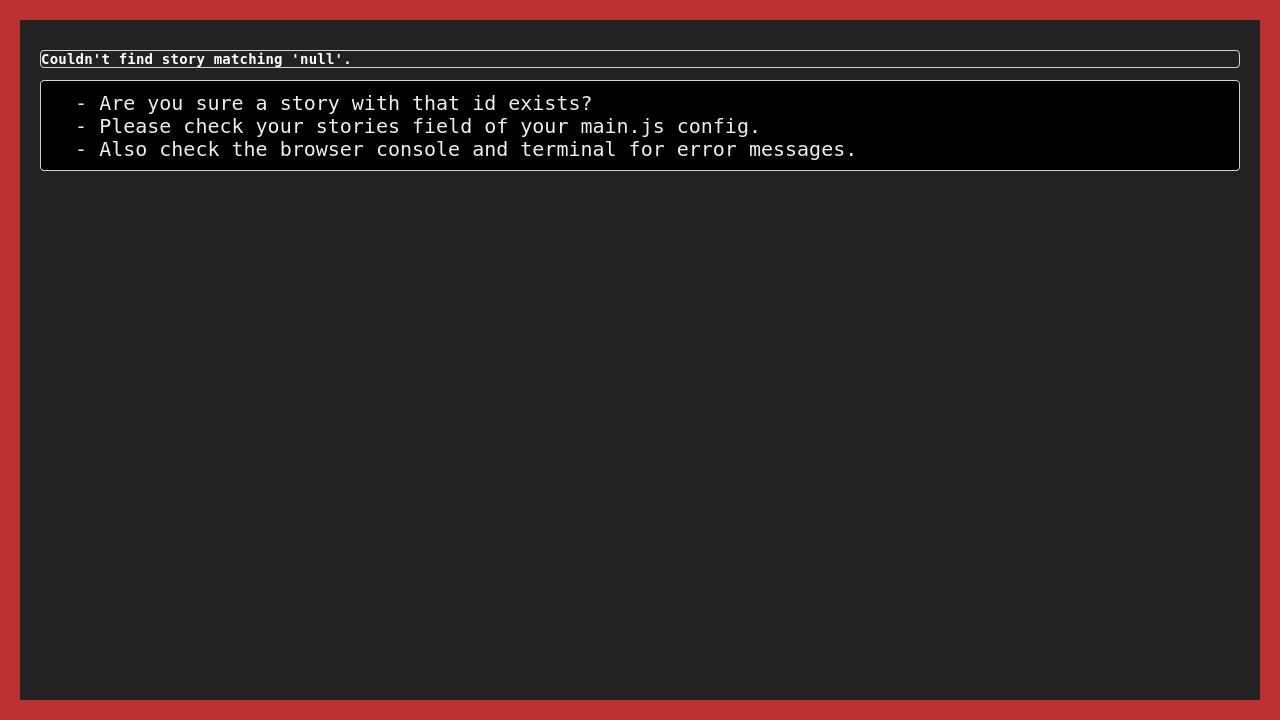 Couldn't find story matching 'null'.
- Are you sure a story with that id exists?
- Please check your stories field of your main.js config.
- Also check the browser console and terminal for error messages.